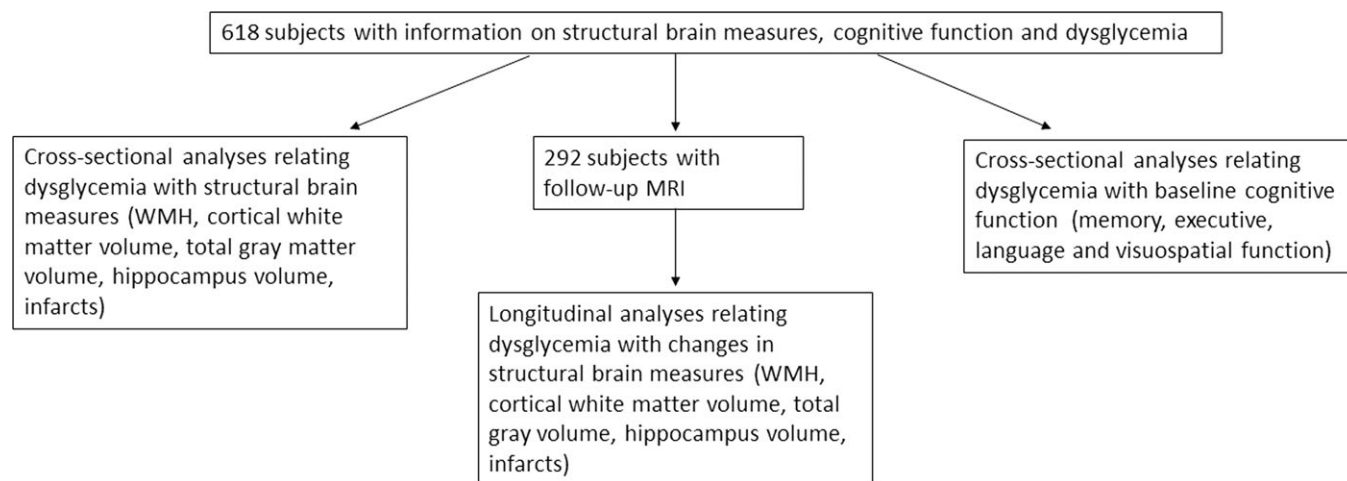 618 subjects with information on structural brain measures, cognitive function and dysglycemia
Cross-sectional analyses relating
dysglycemia with structural brain
measures (WMH, cortical white
matter volume, total gray matter
volume, hippocampus volume,
infarcts)
292 subjects with
follow-up MRI
Longitudinal analyses relating
dysglycemia with changes in
structural brain measures (WMH,
cortical white matter volume, total
gray volume, hippocampus volume,
infarcts)
Cross-sectional analyses relating
dysglycemia with baseline cognitive
function (memory, executive,
language and visuospatial function)